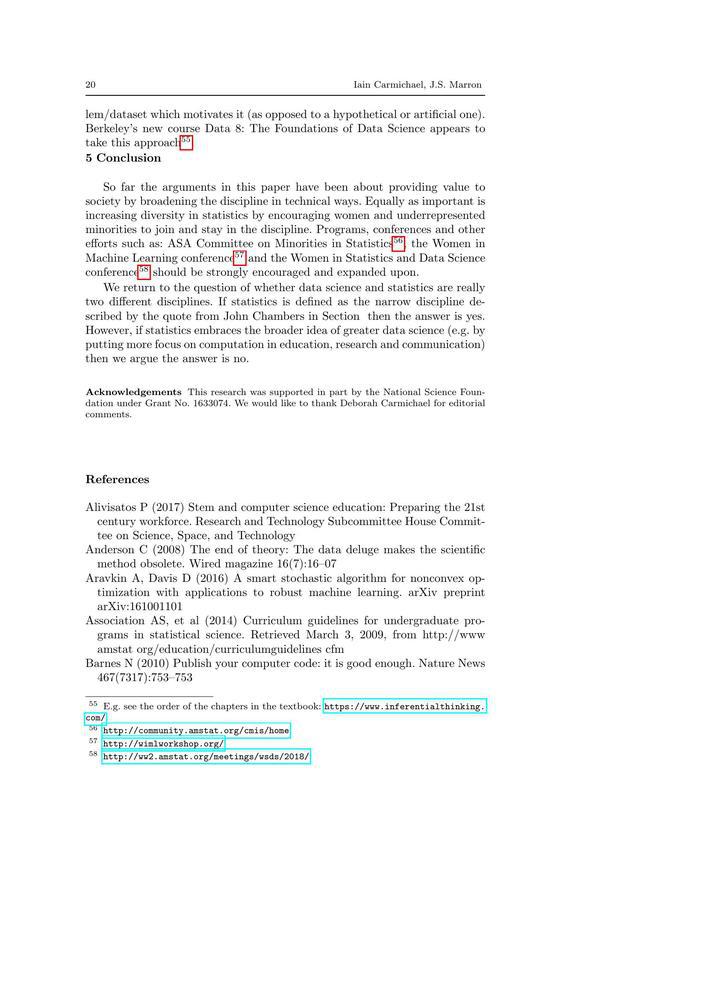 20 Iain Carmichael, J.S. Marron
lem/dataset which motivates it (as opposed to a hypothetical or artificial one).
Berkeley's new course Data 8: The Foundations of Data Science appears to
take this approach55
5 Conclusion
So far the arguments in this paper have been about providing value to
society by broadening the discipline in technical ways. Equally as important is
increasing diversity in statistics by encouraging women and underrepresented
minorities to join and stay in the discipline. Programs, conferences and other
efforts such as: ASA Committee on Minorities in Statistics56, the Women in
Machine Learning conference57 and the Women in Statistics and Data Science
conference58 should be strongly encouraged and expanded upon.
We return to the question of whether data science and statistics are really
two different disciplines. If statistics is defined as the narrow discipline de-
scribed by the quote from John Chambers in Section then the answer is yes.
However, if statistics embraces the broader idea of greater data science (e.g. by
putting more focus on computation in education, research and communication)
then we argue the answer is no.
Acknowledgements This research was supported in part by the National Science Foun-
dation under Grant No. 1633074. We would like to thank Deborah Carmichael for editorial
comments.
References
Alivisatos P (2017) Stem and computer science education: Preparing the 21st
century workforce. Research and Technology Subcommittee House Commit-
tee on Science, Space, and Technology
Anderson C (2008) The end of theory: The data deluge makes the scientific
method obsolete. Wired magazine 16(7):16–07
Aravkin A, Davis D (2016) A smart stochastic algorithm for nonconvex op-
timization with applications to robust machine learning. arXiv preprint
arXiv:161001101
Association AS, et al (2014) Curriculum guidelines for undergraduate pro-
grams in statistical science. Retrieved March 3, 2009, from http://www
amstat org/education/curriculumguidelines cfm
Barnes N (2010) Publish your computer code: it is good enough. Nature News
467(7317):753–753
55 E.g. see the order of the chapters in the textbook: https://www.inferentialthinking.
com/
56 http://community.amstat.org/cmis/home
57 http://wimlworkshop.org/
58 http://ww2.amstat.org/meetings/wsds/2018/